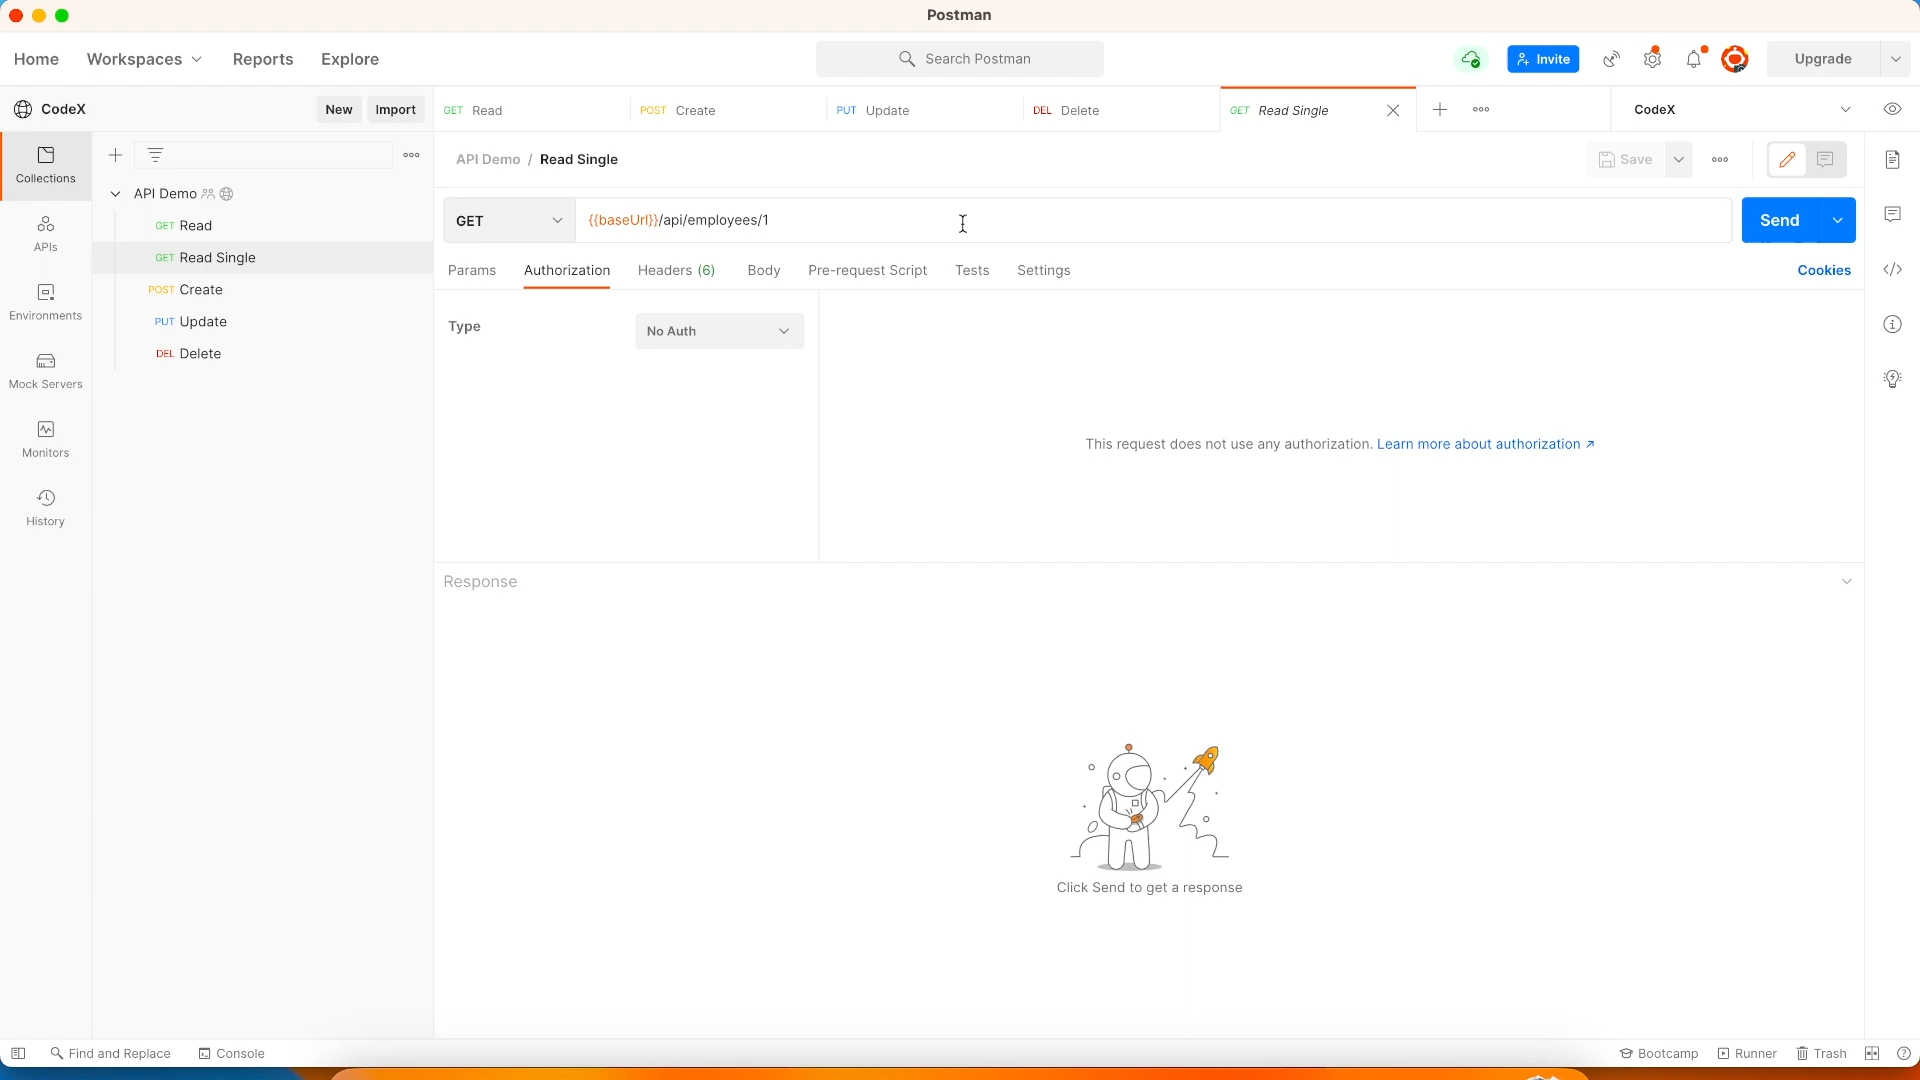 Postman
Home Workspaces Reports Explore
Search Postman
Invite
Upgrade
CodeX
New Import
GET Read
POST Create
PUT Update
DEL Delete
GET Read Single
CodeX
Collections
APIs
Environments
Mock Servers
Monitors
History
API Demo
GET Read
GET Read Single
POST Create
PUT Update
DEL Delete
API Demo / Read Single
Save
GET
{{baseUrl}}/api/employees/1
Send
Params Authorization Headers (6) Body Pre-request Script Tests Settings
Cookies
Type
No Auth
This request does not use any authorization. Learn more about authorization ↗
Response
Click Send to get a response
Find and Replace Console
Bootcamp Runner Trash